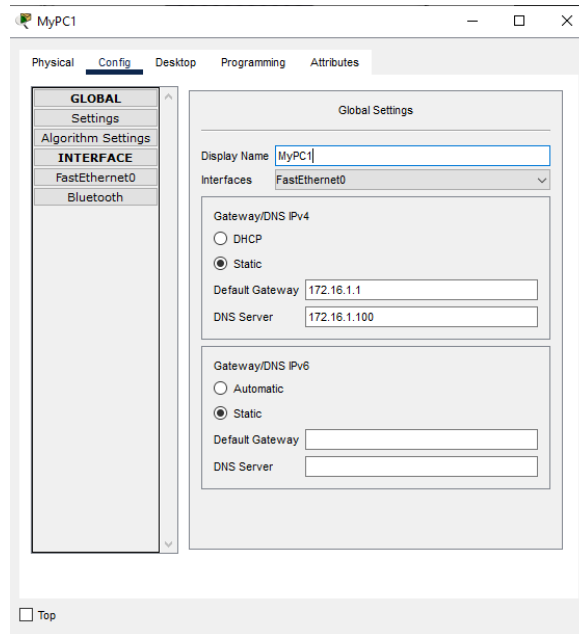 MyPC1
Physical Config Desktop Programming Attributes
GLOBAL
Settings
Algorithm Settings
INTERFACE
FastEthernet0
Bluetooth
Global Settings
Display Name MyPC1
Interfaces FastEthernet0
Gateway/DNS IPv4
DHCP
Static
Default Gateway 172.16.1.1
DNS Server 172.16.1.100
Gateway/DNS IPv6
Automatic
Static
Default Gateway
DNS Server
Top